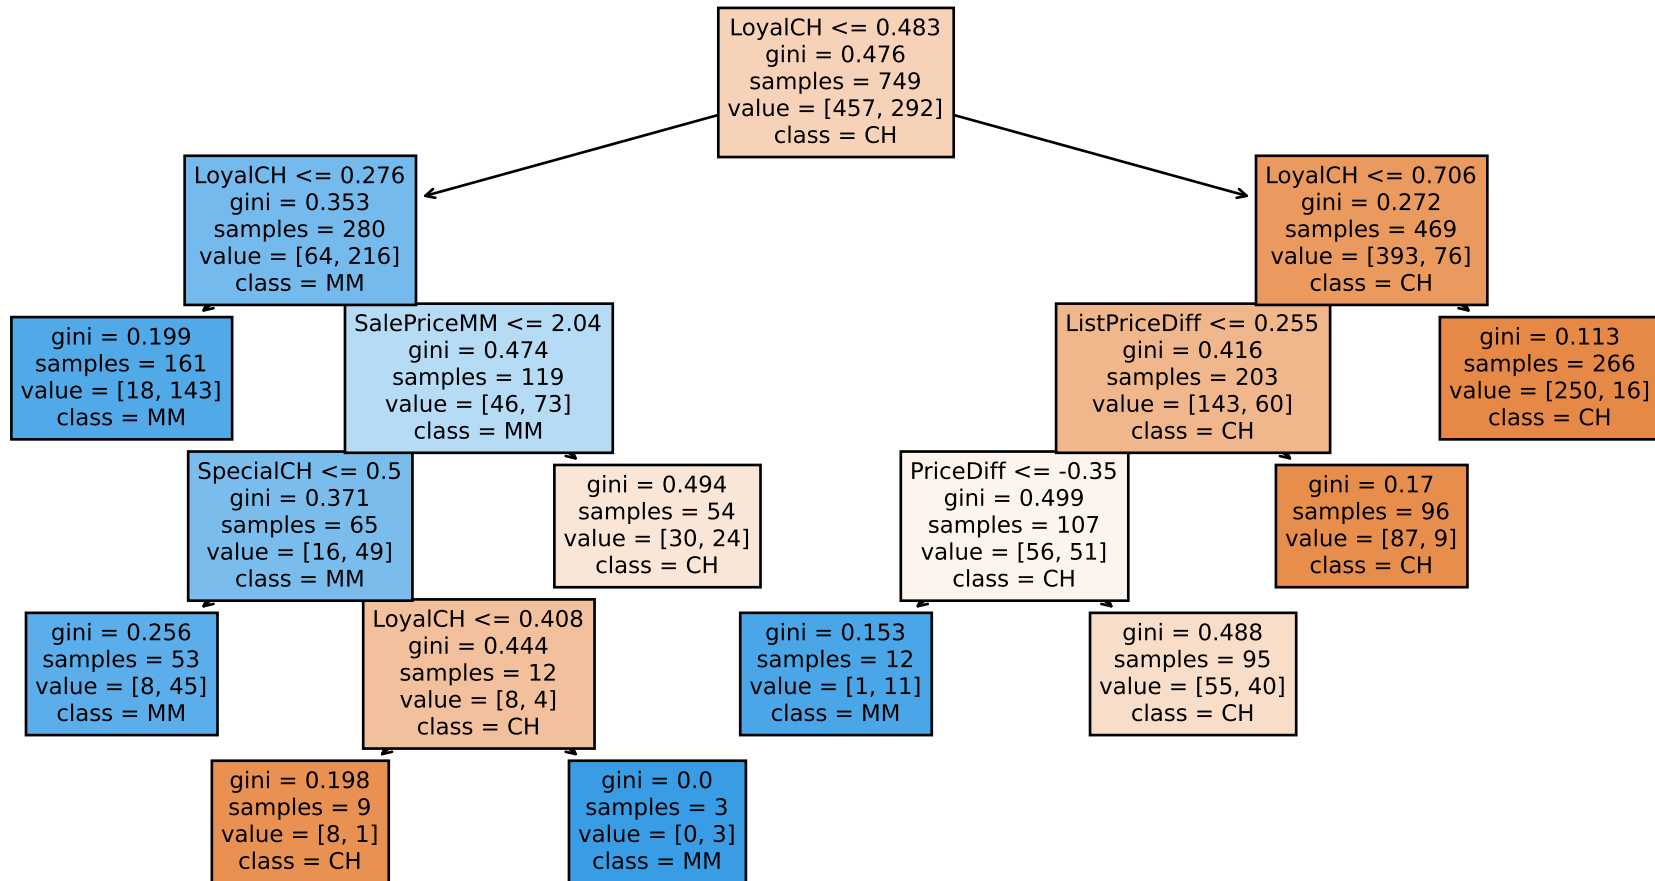 LoyalCH <= 0.483
gini = 0.476
samples = 749
value = [457, 292]
class = CH
LoyalCH <= 0.276
gini = 0.353
samples = 280
value = [64, 216]
class = MM
LoyalCH <= 0.706
gini = 0.272
samples = 469
value = [393, 76]
class = CH
gini = 0.199
samples = 161
value = [18, 143]
class = MM
SalePriceMM <= 2.04
gini = 0.474
samples = 119
value = [46, 73]
class = MM
ListPriceDiff <= 0.255
gini = 0.416
samples = 203
value = [143, 60]
class = CH
gini = 0.113
samples = 266
value = [250, 16]
class = CH
SpecialCH <= 0.5
gini = 0.371
samples = 65
value = [16, 49]
class = MM
gini = 0.494
samples = 54
value = [30, 24]
class = CH
PriceDiff <= -0.35
gini = 0.499
samples = 107
value = [56, 51]
class = CH
gini = 0.17
samples = 96
value = [87, 9]
class = CH
gini = 0.256
samples = 53
value = [8, 45]
class = MM
LoyalCH <= 0.408
gini = 0.444
samples = 12
value = [8, 4]
class = CH
gini = 0.153
samples = 12
value = [1, 11]
class = MM
gini = 0.488
samples = 95
value = [55, 40]
class = CH
gini = 0.198
samples = 9
value = [8, 1]
class = CH
gini = 0.0
samples = 3
value = [0, 3]
class = MM